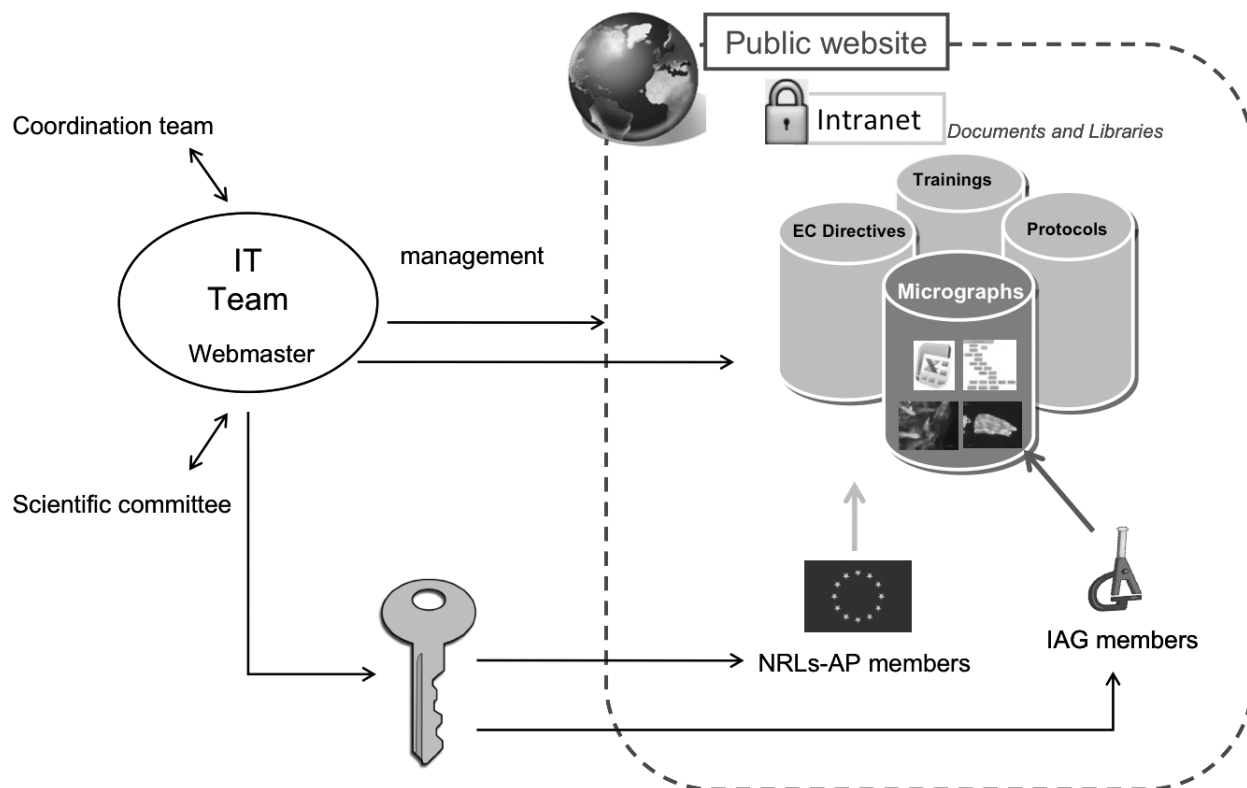 Public website
Intranet
Documents and Libraries
Coordination team
Trainings
EC Directives
Protocols
IT
Team
management
Micrographs
Webmaster
Scientific committee
NRLs-AP members
IAG members